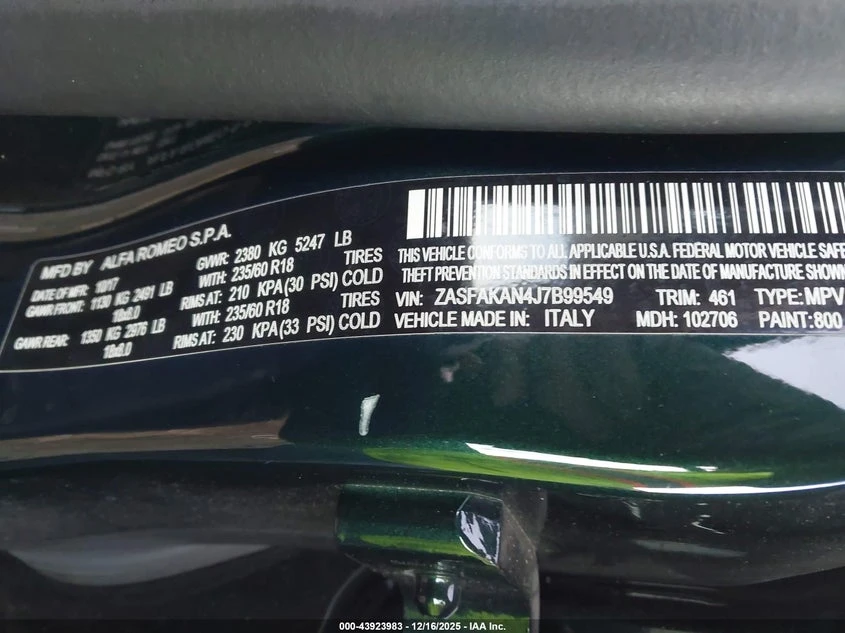 MFD BY ALFA ROMEO S.P.A.
DATE OF MFR: 10/17 GVWR: 2380 KG 5247 LB
GAWR FRONT: 1130 KG 2491 LB WITH: 235/60 R18 TIRES
18x8.0 RIMS AT: 210 KPA(30 PSI) COLD
GAWR REAR: 1350 KG 2976 LB WITH: 235/60 R18 TIRES
18x8.0 RIMS AT: 230 KPA(33 PSI) COLD
THIS VEHICLE CONFORMS TO ALL APPLICABLE U.S.A. FEDERAL MOTOR VEHICLE SAFE
THEFT PREVENTION STANDARDS IN EFFECT ON THE DATE OF MANUFACTURE SHOWN
VIN: ZASFAKAN4J7B99549 TRIM: 461 TYPE: MPV
VEHICLE MADE IN: ITALY MDH: 102706 PAINT: 800
000-43923983 - 12/16/2025 - IAA Inc.